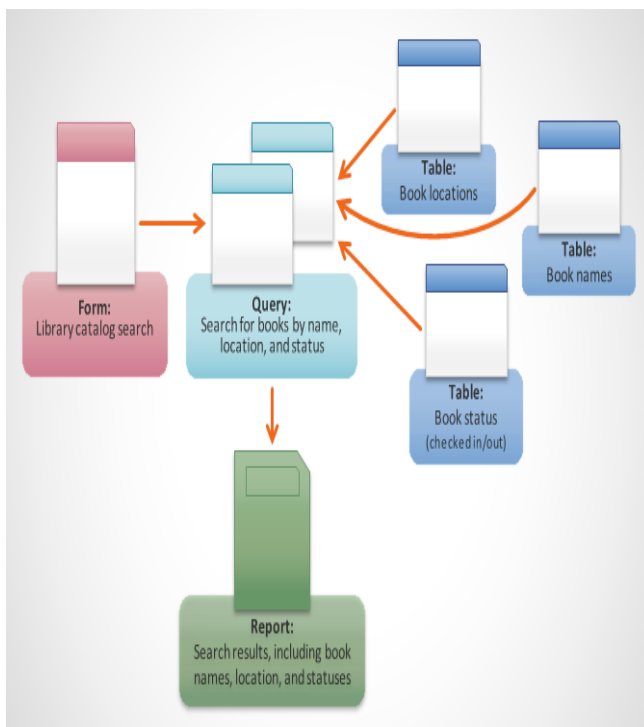 Table:
Book locations
Table:
Book names
Form:
Library catalog search
Query:
Search for books by name,
location, and status
Table:
Book status
(checked in/out)
Report:
Search results, including book
names, location, and statuses